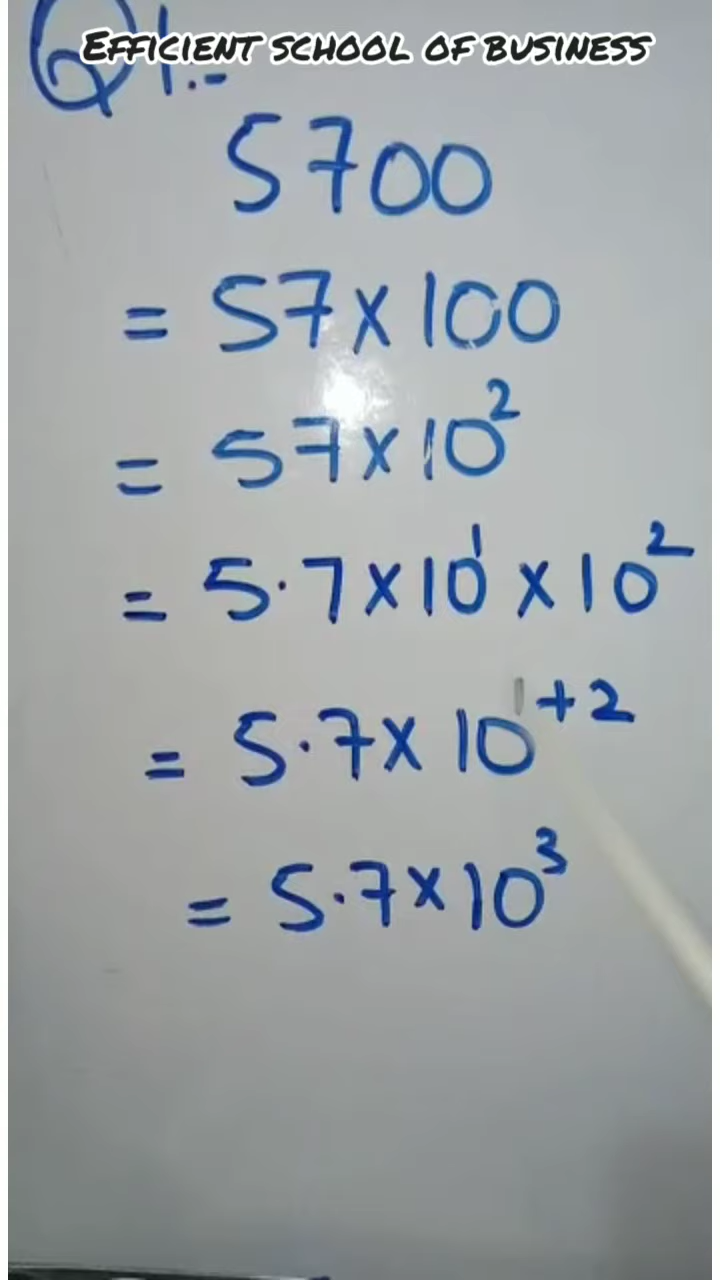 EFFICIENT SCHOOL OF BUSINESS
Q1.-
5700
= 57 × 100
= 57 × 10²
= 5.7 × 10¹ × 10²
= 5.7 × 10¹⁺²
= 5.7 × 10³